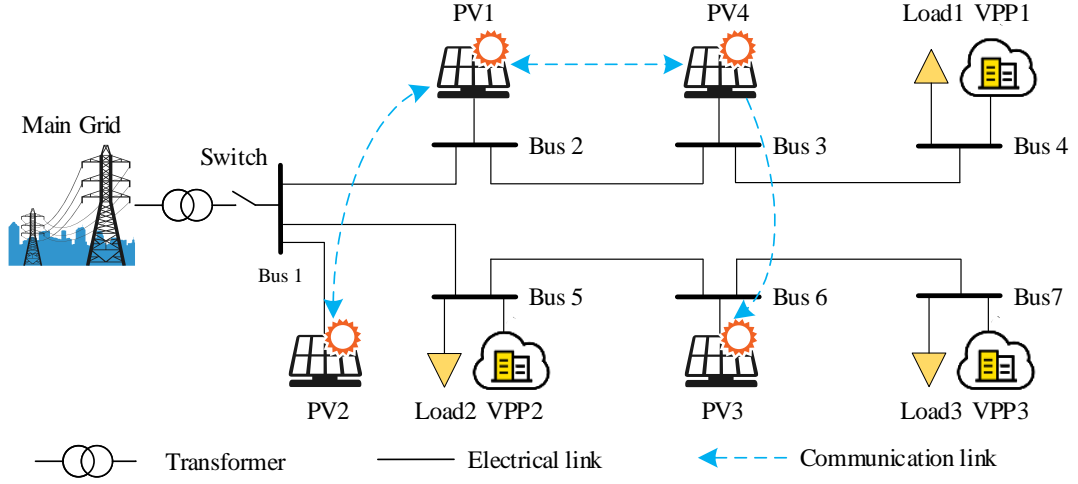 PV1
PV4
Load1 VPP1
Main Grid
Switch
Bus 2
Bus 3
Bus 4
Bus 1
Bus 5
Bus 6
Bus7
PV2
Load2 VPP2
PV3
Load3 VPP3
Transformer
Electrical link
Communication link